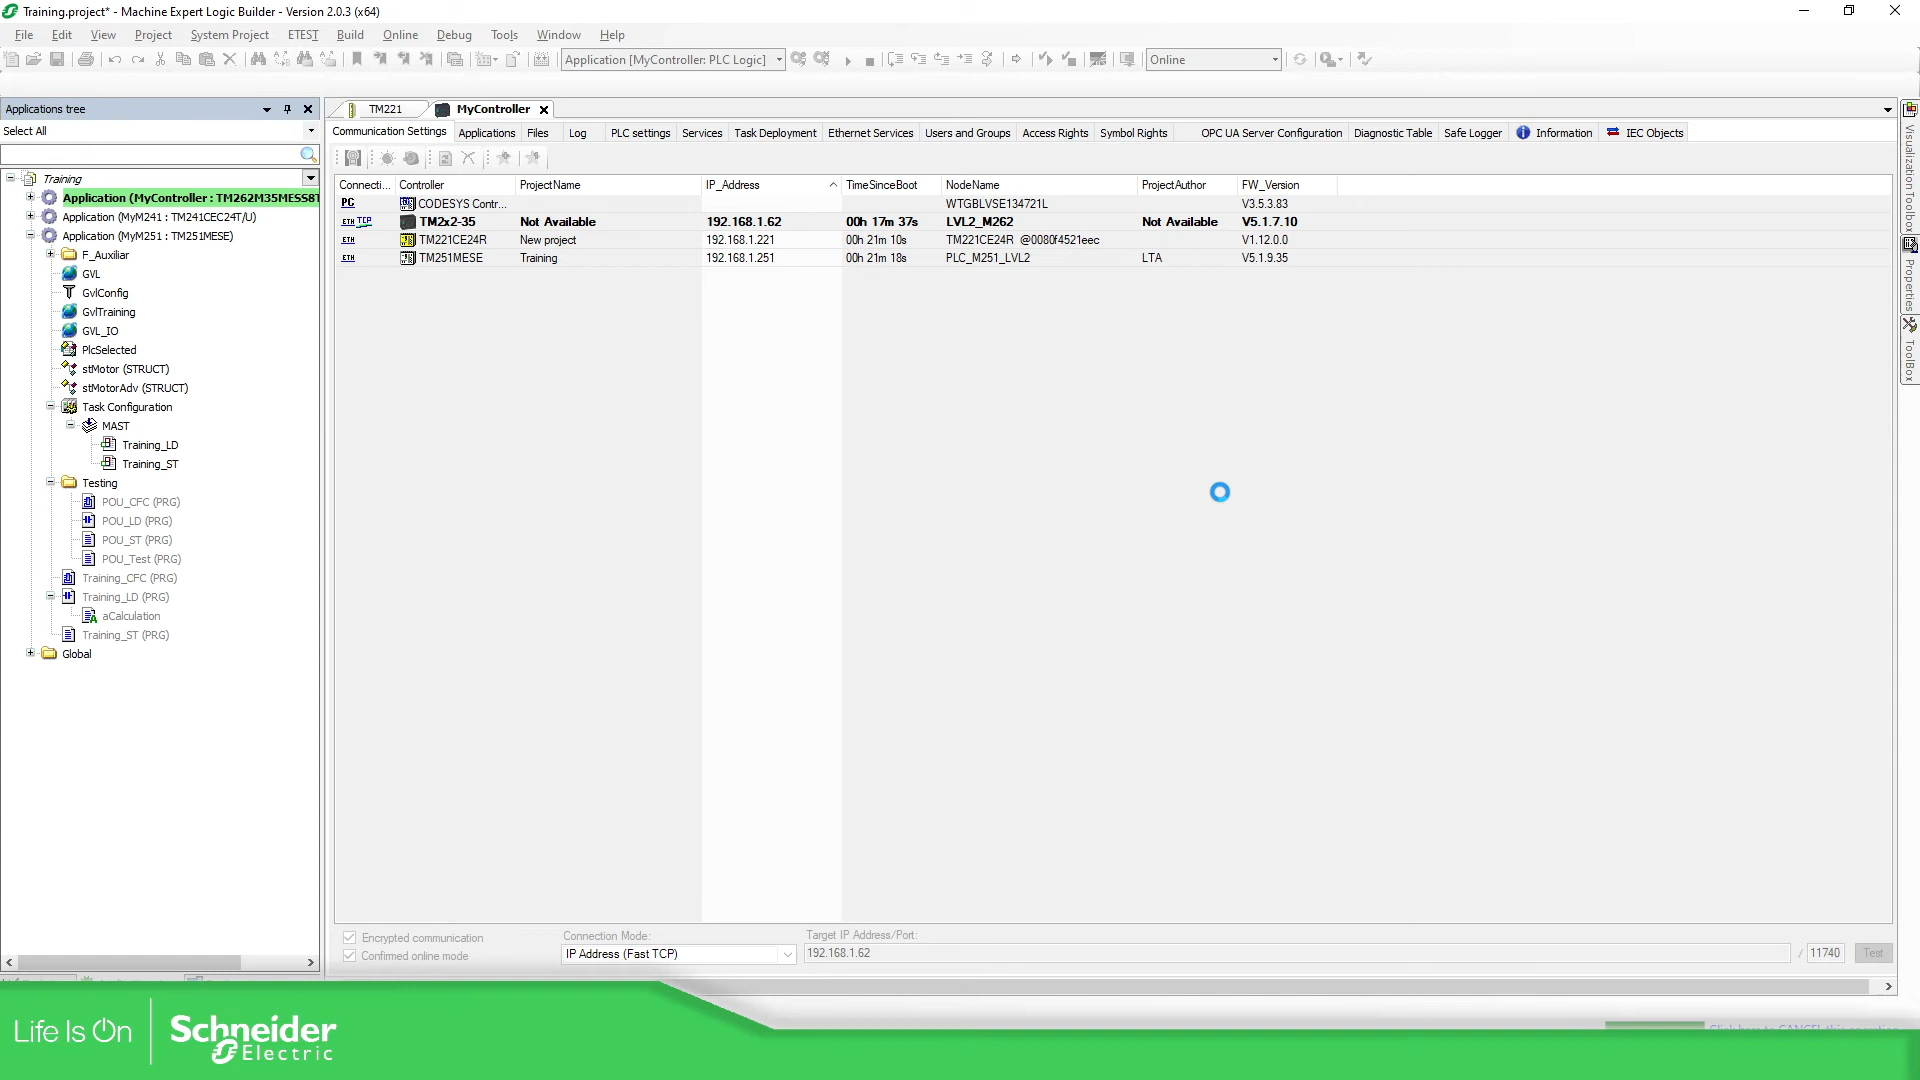 Training.project* - Machine Expert Logic Builder - Version 2.0.3 (x64)
File Edit View Project System Project ETEST Build Online Debug Tools Window Help
Application [MyController: PLC Logic] Online
Applications tree
Select All
Training
Application (MyController : TM262M35MESS8T
Application (MyM241 : TM241CEC24T/U)
Application (MyM251 : TM251MESE)
F_Auxiliar
GVL
GvlConfig
GvlTraining
GVL_IO
PlcSelected
stMotor (STRUCT)
stMotorAdv (STRUCT)
Task Configuration
MAST
Training_LD
Training_ST
Testing
POU_CFC (PRG)
POU_LD (PRG)
POU_ST (PRG)
POU_Test (PRG)
Training_CFC (PRG)
Training_LD (PRG)
aCalculation
Training_ST (PRG)
Global
TM221 MyController
Communication Settings Applications Files Log PLC settings Services Task Deployment Ethernet Services Users and Groups Access Rights Symbol Rights OPC UA Server Configuration Diagnostic Table Safe Logger Information IEC Objects
Connecti... Controller ProjectName IP_Address TimeSinceBoot NodeName ProjectAuthor FW_Version
PC CODESYS Contr... WTGBLVSE134721L V3.5.3.83
ETH TCP TM2x2-35 Not Available 192.168.1.62 00h 17m 37s LVL2_M262 Not Available V5.1.7.10
ETH TM221CE24R New project 192.168.1.221 00h 21m 10s TM221CE24R @0080f4521eec V1.12.0.0
ETH TM251MESE Training 192.168.1.251 00h 21m 18s PLC_M251_LVL2 LTA V5.1.9.35
Encrypted communication
Confirmed online mode
Connection Mode:
IP Address (Fast TCP)
Target IP Address/Port:
192.168.1.62 / 11740 Test
Visualization Toolbox
Properties
ToolBox
Life Is On Schneider Electric